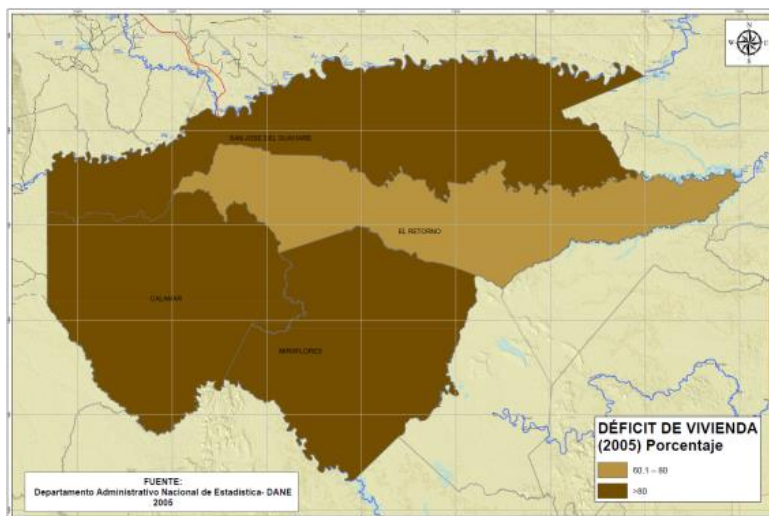 N
W
S
SAN JOSE DEL GUAVIARE
EL RETORNO
CALAMAR
MIRAFLORES
DÉFICIT DE VIVIENDA
(2005) Porcentaje
60,1 – 80
>80
FUENTE:
Departamento Administrativo Nacional de Estadística- DANE
2005